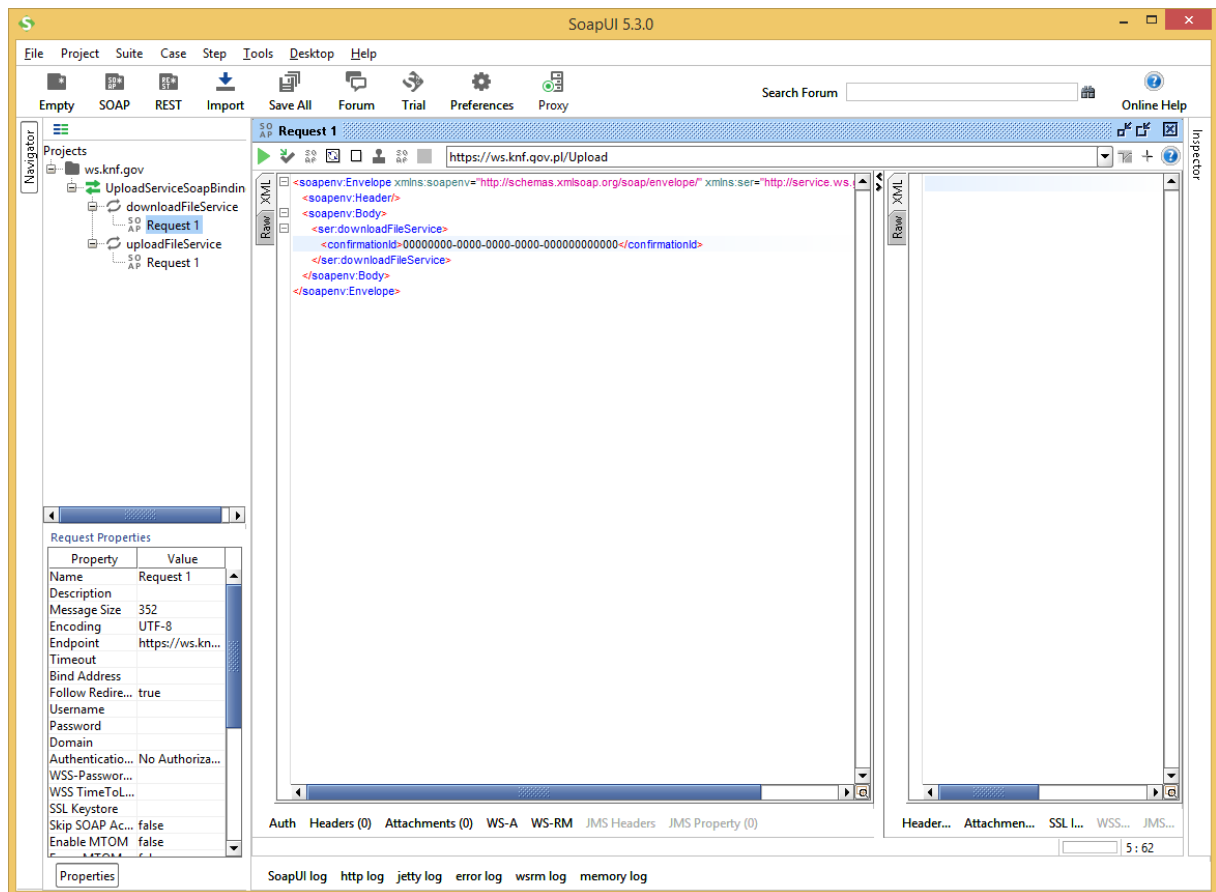 SoapUI 5.3.0
File Project Suite Case Step Tools Desktop Help
Empty SOAP REST Import Save All Forum Trial Preferences Proxy Search Forum Online Help
Navigator
Projects
ws.knf.gov
UploadServiceSoapBindin
downloadFileService
SOAP Request 1
uploadFileService
SOAP Request 1
Request Properties
Property Value
Name Request 1
Description
Message Size 352
Encoding UTF-8
Endpoint https://ws.kn...
Timeout
Bind Address
Follow Redire... true
Username
Password
Domain
Authenticatio... No Authoriza...
WSS-Passwor...
WSS TimeToL...
SSL Keystore
Skip SOAP Ac... false
Enable MTOM false
Properties
SOAP Request 1
https://ws.knf.gov.pl/Upload
XML
Raw
<soapenv:Envelope xmlns:soapenv="http://schemas.xmlsoap.org/soap/envelope/" xmlns:ser="http://service.ws.
<soapenv:Header/>
<soapenv:Body>
<ser:downloadFileService>
<confirmationId>00000000-0000-0000-0000-000000000000</confirmationId>
</ser:downloadFileService>
</soapenv:Body>
</soapenv:Envelope>
Auth Headers (0) Attachments (0) WS-A WS-RM JMS Headers JMS Property (0)
XML
Raw
Header... Attachmen... SSL I... WSS... JMS...
5 : 62
Inspector
SoapUI log http log jetty log error log wsrm log memory log